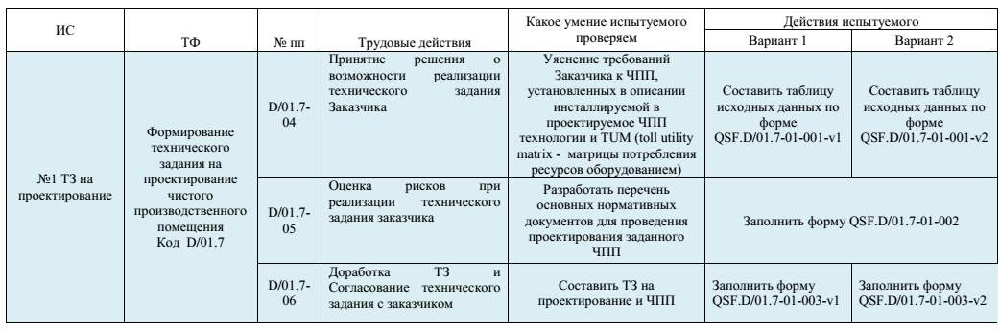 ИС
ТФ
№ пп
Трудовые действия
Какое умение испытуемого
проверяем
Действия испытуемого
Вариант 1
Вариант 2
№1 ТЗ на
проектирование
Формирование
технического
задания на
проектирование
чистого
производственного
помещения
Код D/01.7
D/01.7-
04
Принятие решения о
возможности реализации
технического задания
Заказчика
Уяснение требований
Заказчика к ЧПП,
установленных в описании
инсталлируемой в
проектируемое ЧПП
технологии и TUM (toll utility
matrix - матрицы потребления
ресурсов оборудованием)
Составить таблицу
исходных данных по
форме
QSF.D/01.7-01-001-v1
Составить таблицу
исходных данных по
форме
QSF.D/01.7-01-001-v2
D/01.7-
05
Оценка рисков при
реализации технического
задания заказчика
Разработать перечень
основных нормативных
документов для проведения
проектирования заданного
ЧПП
Заполнить форму QSF.D/01.7-01-002
D/01.7-
06
Доработка ТЗ и
Согласование технического
задания с заказчиком
Составить ТЗ на
проектирование и ЧПП
Заполнить форму
QSF.D/01.7-01-003-v1
Заполнить форму
QSF.D/01.7-01-003-v2